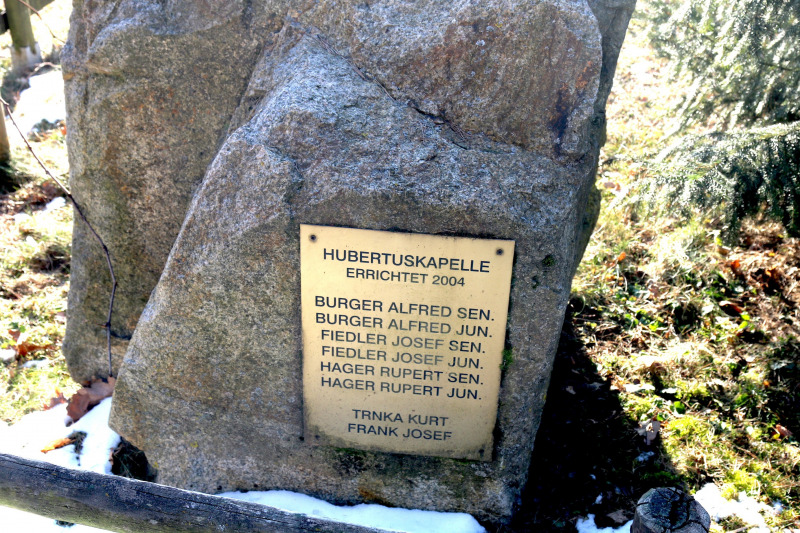 HUBERTUSKAPELLE
ERRICHTET 2004
BURGER ALFRED SEN.
BURGER ALFRED JUN.
FIEDLER JOSEF SEN.
FIEDLER JOSEF JUN.
HAGER RUPERT SEN.
HAGER RUPERT JUN.
TRNKA KURT
FRANK JOSEF